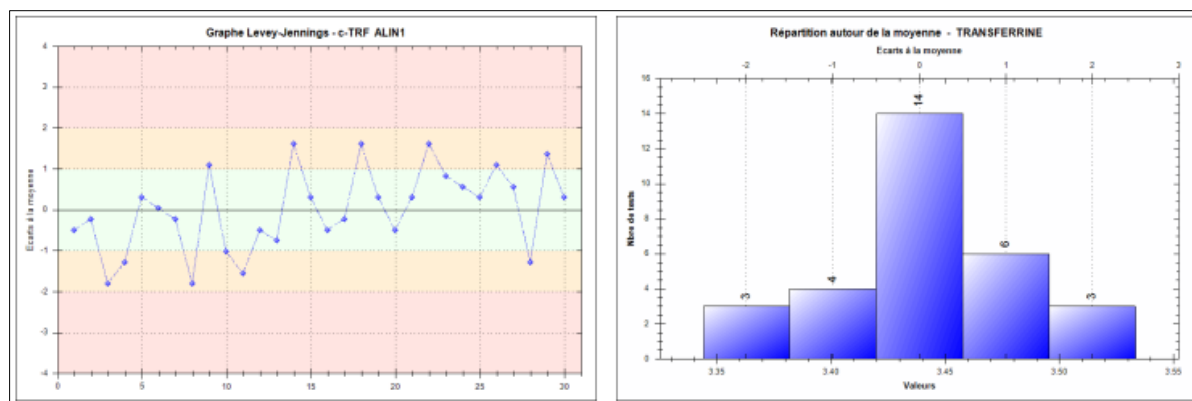 Graphe Levey-Jennings - c-TRF ALIN1
Ecarts à la moyenne
4
3
2
1
0
-1
-2
-3
-4
0 5 10 15 20 25 30
Répartition autour de la moyenne - TRANSFERRINE
Ecarts à la moyenne
-2 -1 0 1 2 3
Nbre de tests
16
14
12
10
8
6
4
2
0
3 4 14 6 3
3.35 3.40 3.45 3.50 3.55
Valeurs